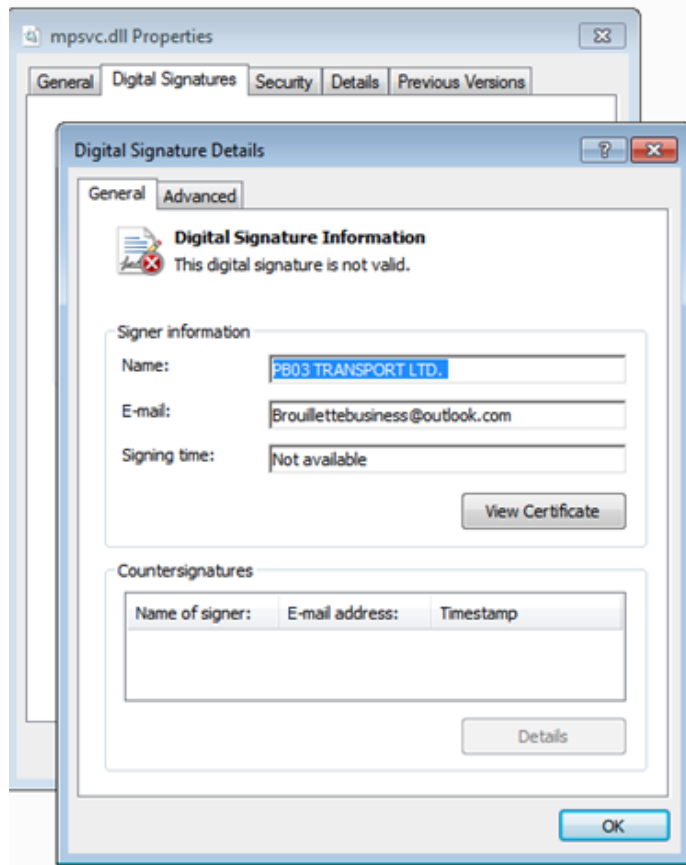 mpsvc.dll Properties
General Digital Signatures Security Details Previous Versions
Digital Signature Details
General Advanced
Digital Signature Information
This digital signature is not valid.
Signer information
Name: PB03 TRANSPORT LTD.
E-mail: Brouillettebusiness@outlook.com
Signing time: Not available
View Certificate
Countersignatures
Name of signer: E-mail address: Timestamp
Details
OK